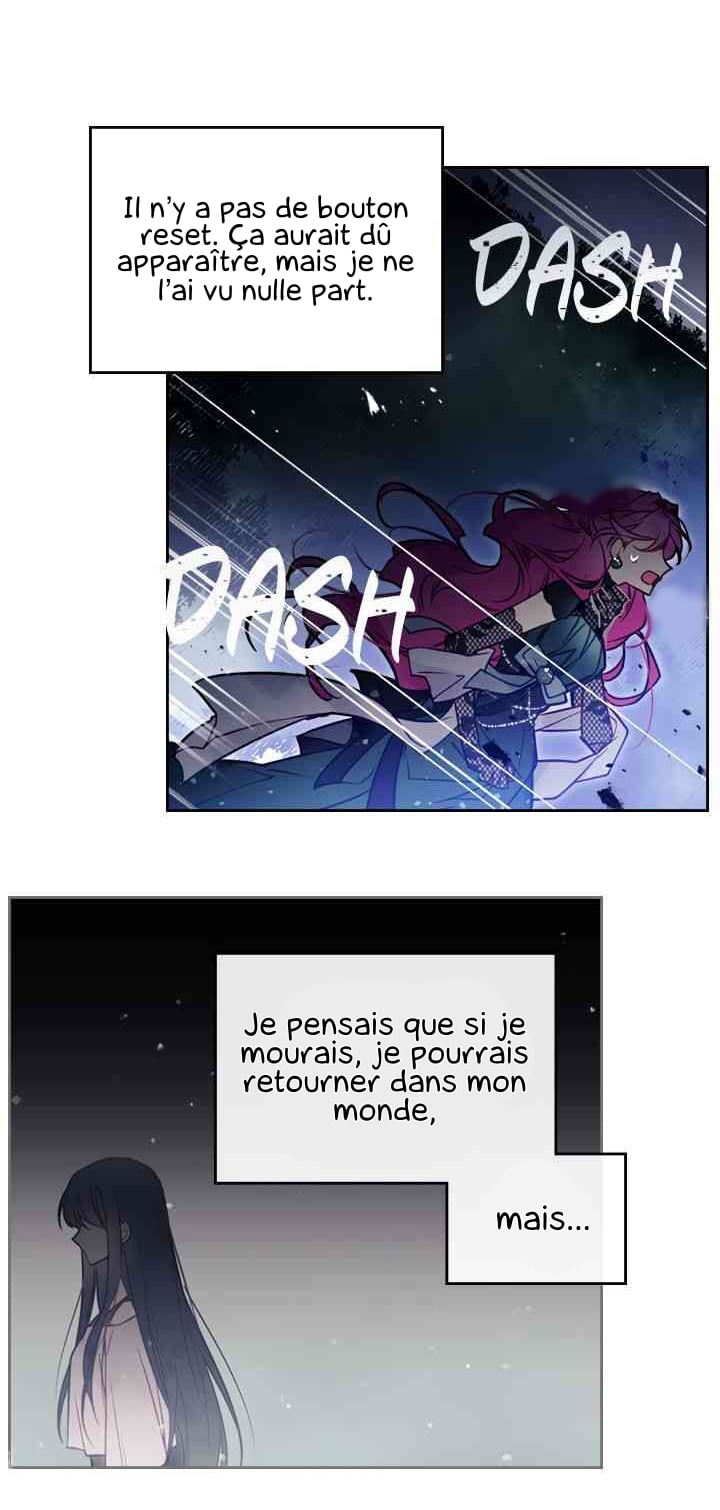 Il n'y a pas de bouton
reset. Ça aurait dû
apparaître, mais je ne
l'ai vu nulle part.
DASH
DASH
Je pensais que si je
mourais, je pourrais
retourner dans mon
monde,
mais...